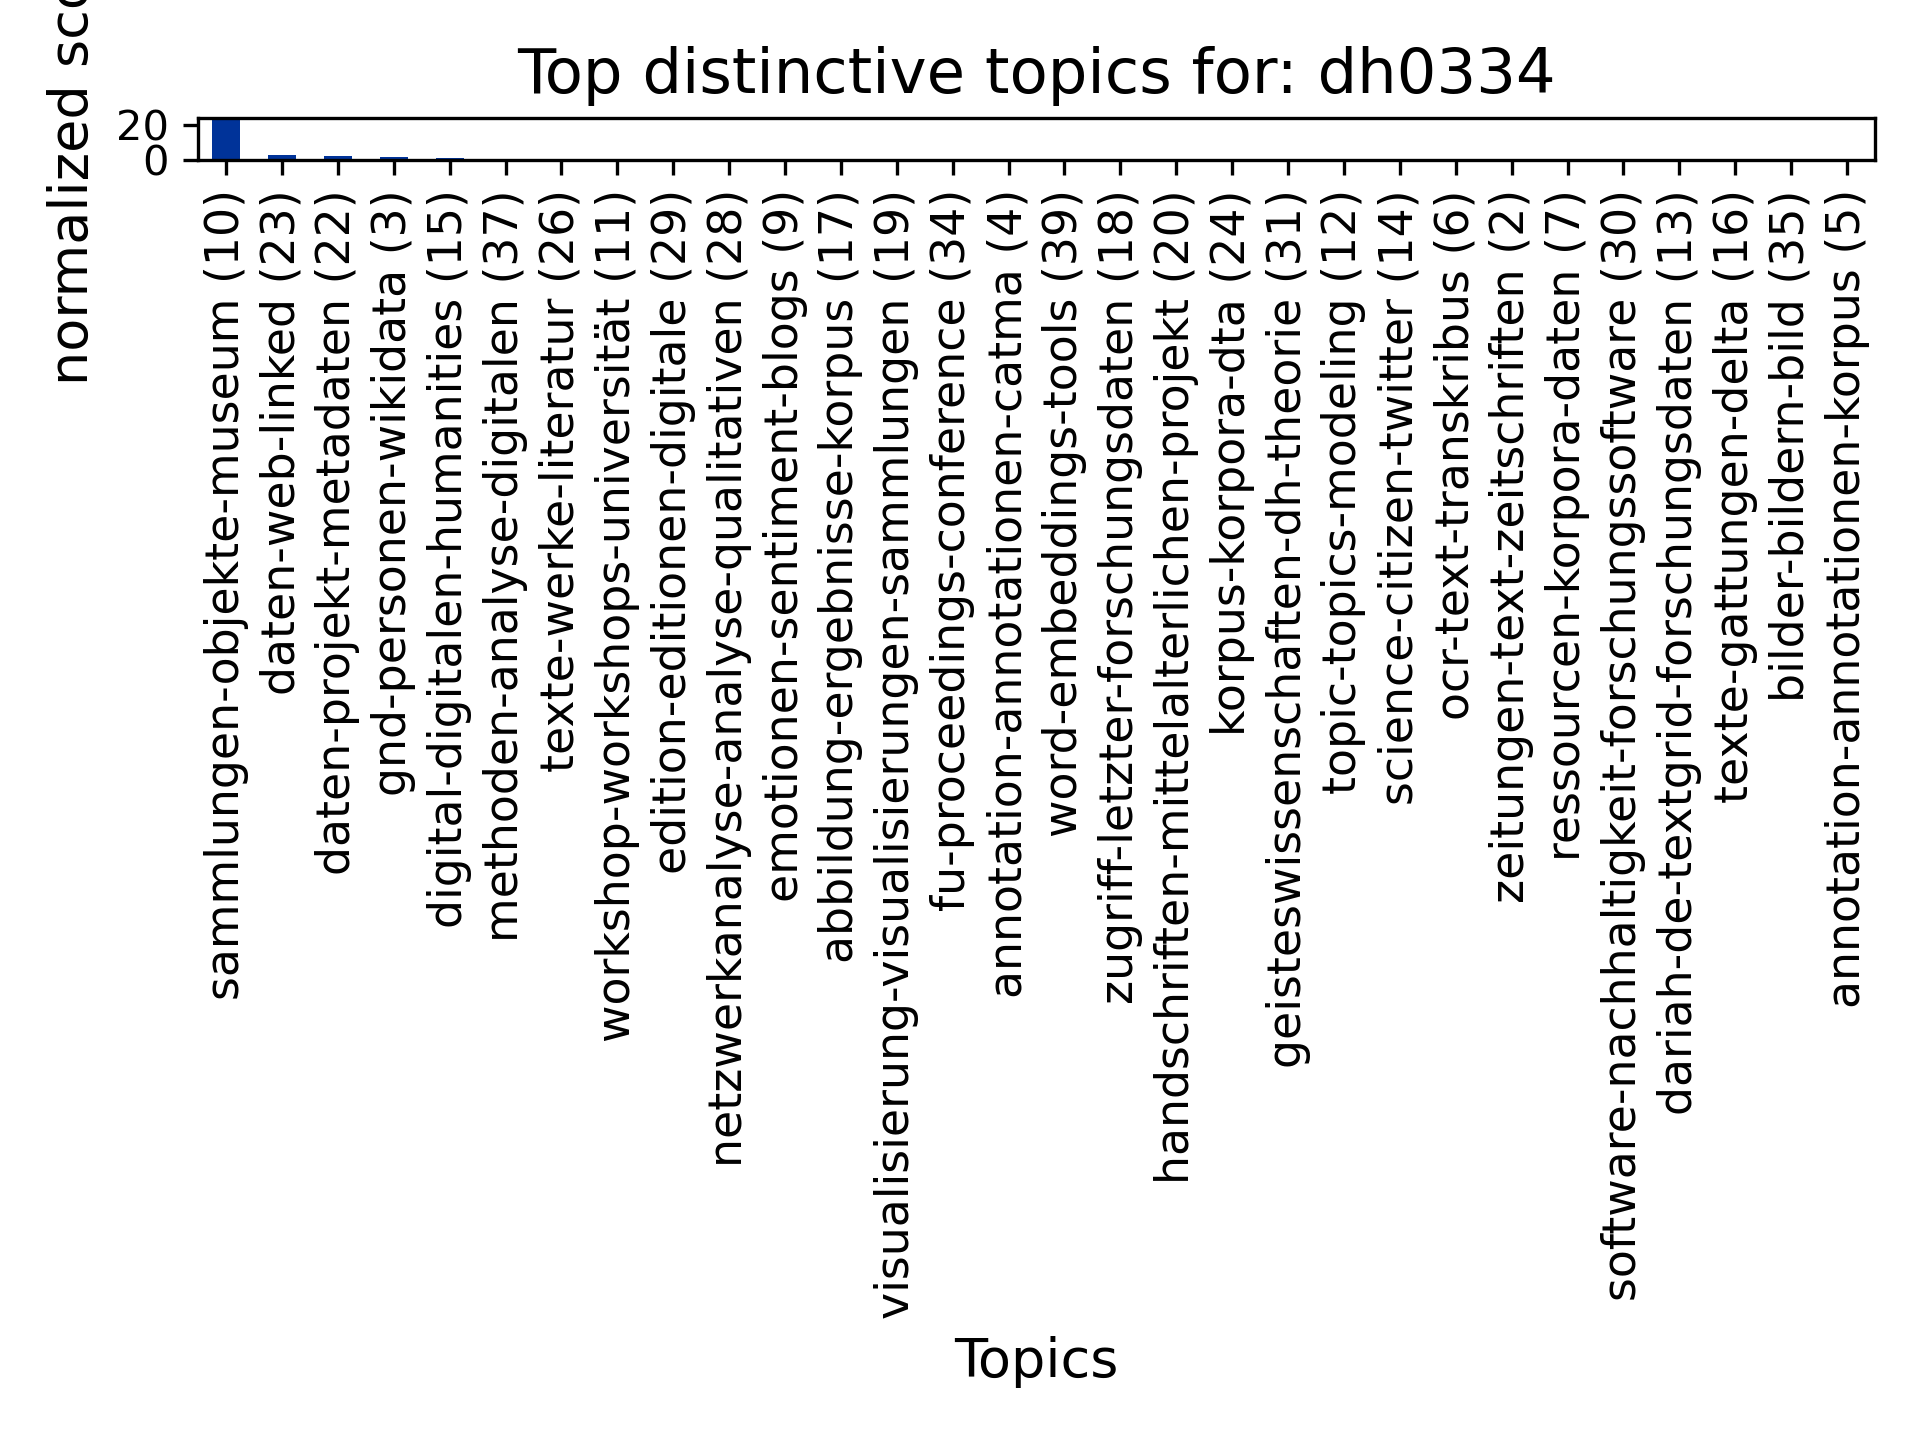 Top distinctive topics for: dh0334
normalized sco
20
0
sammlungen-objekte-museum (10)
daten-web-linked (23)
daten-projekt-metadaten (22)
gnd-personen-wikidata (3)
digital-digitalen-humanities (15)
methoden-analyse-digitalen (37)
texte-werke-literatur (26)
workshop-workshops-universität (11)
edition-editionen-digitale (29)
netzwerkanalyse-analyse-qualitativen (28)
emotionen-sentiment-blogs (9)
abbildung-ergebnisse-korpus (17)
visualisierung-visualisierungen-sammlungen (19)
fu-proceedings-conference (34)
annotation-annotationen-catma (4)
word-embeddings-tools (39)
zugriff-letzter-forschungsdaten (18)
handschriften-mittelalterlichen-projekt (20)
korpus-korpora-dta (24)
geisteswissenschaften-dh-theorie (31)
topic-topics-modeling (12)
science-citizen-twitter (14)
ocr-text-transkribus (6)
zeitungen-text-zeitschriften (2)
ressourcen-korpora-daten (7)
software-nachhaltigkeit-forschungssoftware (30)
dariah-de-textgrid-forschungsdaten (13)
texte-gattungen-delta (16)
bilder-bildern-bild (35)
annotation-annotationen-korpus (5)
Topics